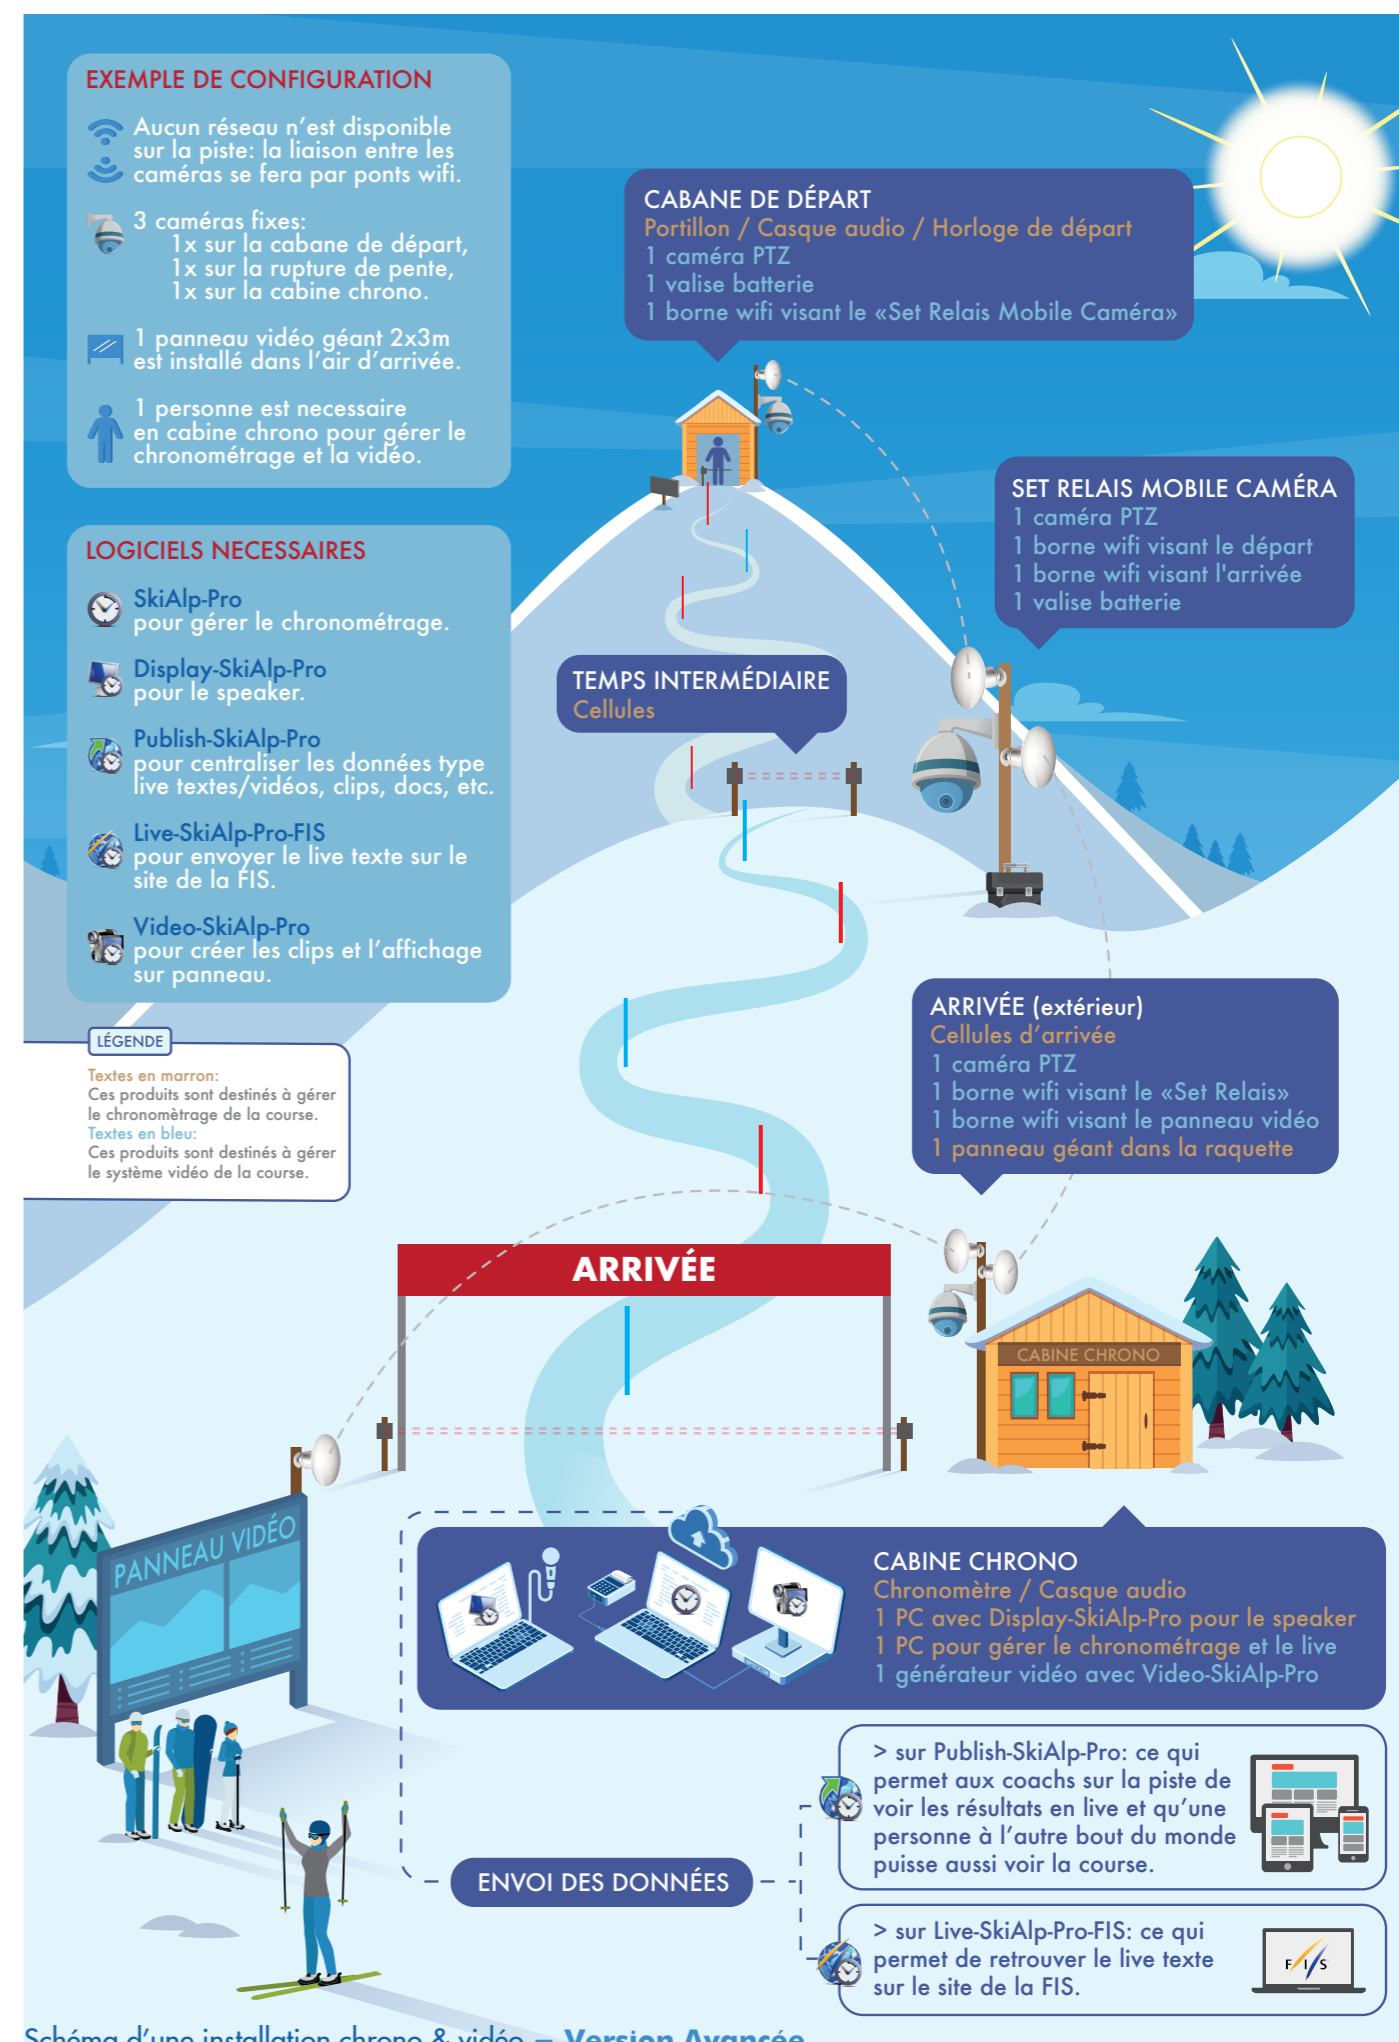 EXEMPLE DE CONFIGURATION
Aucun réseau n’est disponible
sur la piste: la liaison entre les
caméras se fera par ponts wifi.
3 caméras fixes:
1x sur la cabane de départ,
1x sur la rupture de pente,
1x sur la cabine chrono.
1 panneau vidéo géant 2x3m
est installé dans l’air d’arrivée.
1 personne est necessaire
en cabine chrono pour gérer le
chronométrage et la vidéo.
LOGICIELS NECESSAIRES
SkiAlp-Pro
pour gérer le chronométrage.
Display-SkiAlp-Pro
pour le speaker.
Publish-SkiAlp-Pro
pour centraliser les données type
live textes/vidéos, clips, docs, etc.
Live-SkiAlp-Pro-FIS
pour envoyer le live texte sur le
site de la FIS.
Video-SkiAlp-Pro
pour créer les clips et l’affichage
sur panneau.
LÉGENDE
Textes en marron:
Ces produits sont destinés à gérer
le chronomètrage de la course.
Textes en bleu:
Ces produits sont destinés à gérer
le système vidéo de la course.
CABANE DE DÉPART
Portillon / Casque audio / Horloge de départ
1 caméra PTZ
1 valise batterie
1 borne wifi visant le «Set Relais Mobile Caméra»
SET RELAIS MOBILE CAMÉRA
1 caméra PTZ
1 borne wifi visant le départ
1 borne wifi visant l'arrivée
1 valise batterie
TEMPS INTERMÉDIAIRE
Cellules
ARRIVÉE (extérieur)
Cellules d’arrivée
1 caméra PTZ
1 borne wifi visant le «Set Relais»
1 borne wifi visant le panneau vidéo
1 panneau géant dans la raquette
ARRIVÉE
CABINE CHRONO
PANNEAU VIDÉO
CABINE CHRONO
Chronomètre / Casque audio
1 PC avec Display-SkiAlp-Pro pour le speaker
1 PC pour gérer le chronométrage et le live
1 générateur vidéo avec Video-SkiAlp-Pro
ENVOI DES DONNÉES
> sur Publish-SkiAlp-Pro: ce qui
permet aux coachs sur la piste de
voir les résultats en live et qu’une
personne à l’autre bout du monde
puisse aussi voir la course.
> sur Live-SkiAlp-Pro-FIS: ce qui
permet de retrouver le live texte
sur le site de la FIS.
F/I/S
Schéma d’une installation chrono & vidéo – Version Avancée